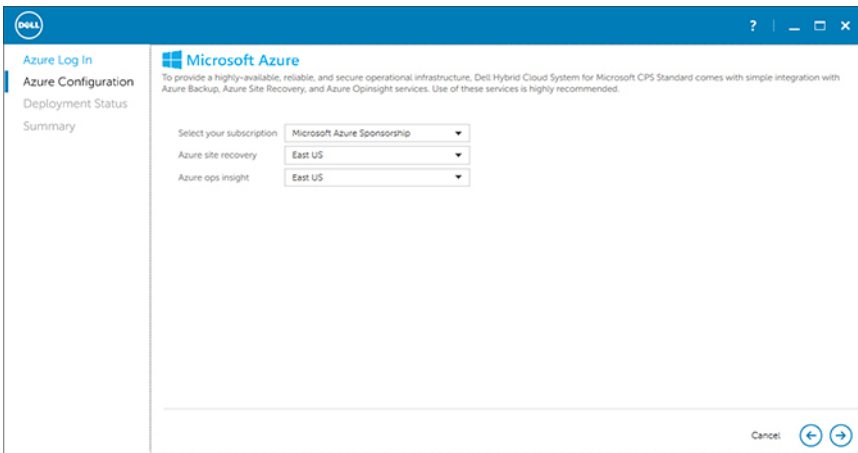 DELL
?
Azure Log In
Azure Configuration
Deployment Status
Summary
Microsoft Azure
To provide a highly-available, reliable, and secure operational infrastructure, Dell Hybrid Cloud System for Microsoft CPS Standard comes with simple integration with
Azure Backup, Azure Site Recovery, and Azure Opinsight services. Use of these services is highly recommended.
Select your subscription Microsoft Azure Sponsorship
Azure site recovery East US
Azure ops insight East US
Cancel